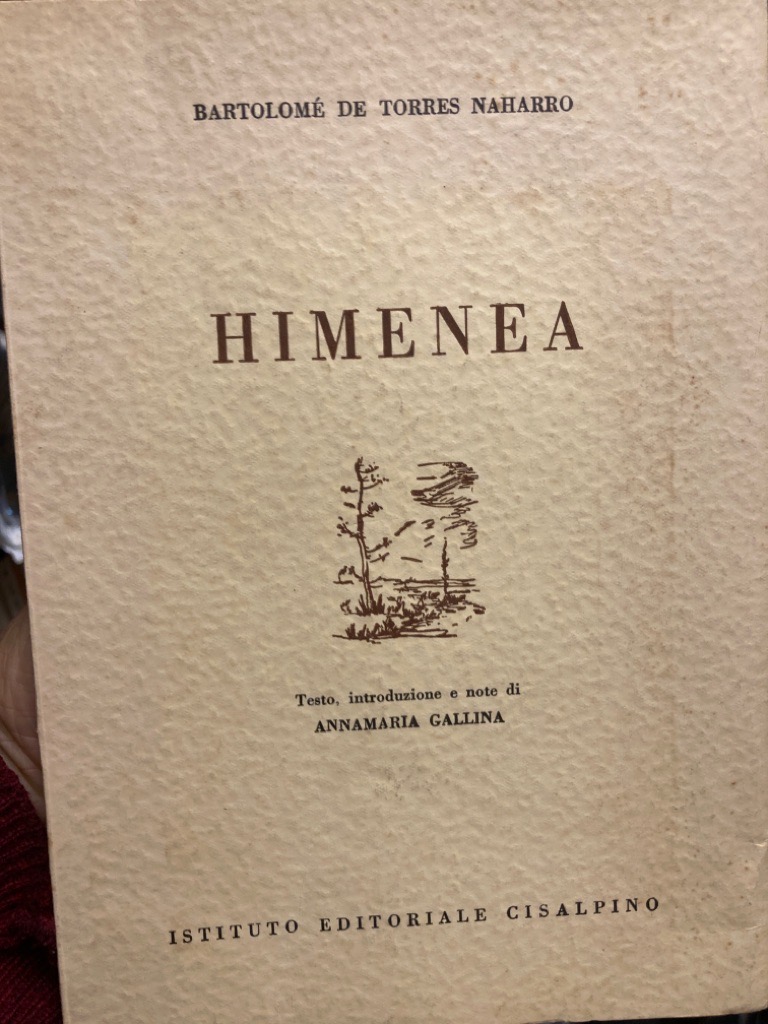 BARTOLOMÉ DE TORRES NAHARRO
HIMENEA
Testo, introduzione e note di
ANNAMARIA GALLINA
ISTITUTO EDITORIALE CISALPINO